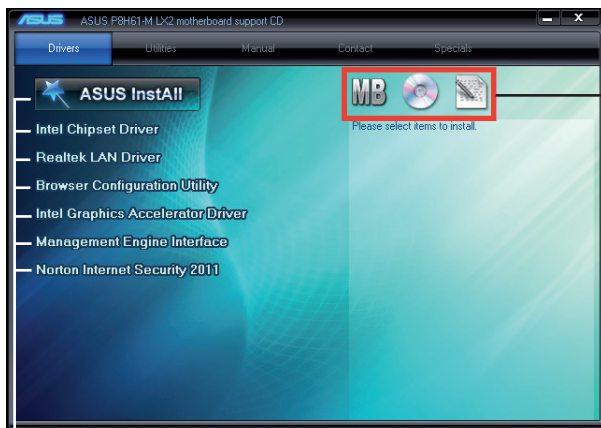 ASUS ASUS P8H61-M LX2 motherboard support CD
Drivers Utilities Manual Contact Specials
ASUS InstAll
MB
Please select items to install.
Intel Chipset Driver
Realtek LAN Driver
Browser Configuration Utility
Intel Graphics Accelerator Driver
Management Engine Interface
Norton Internet Security 2011